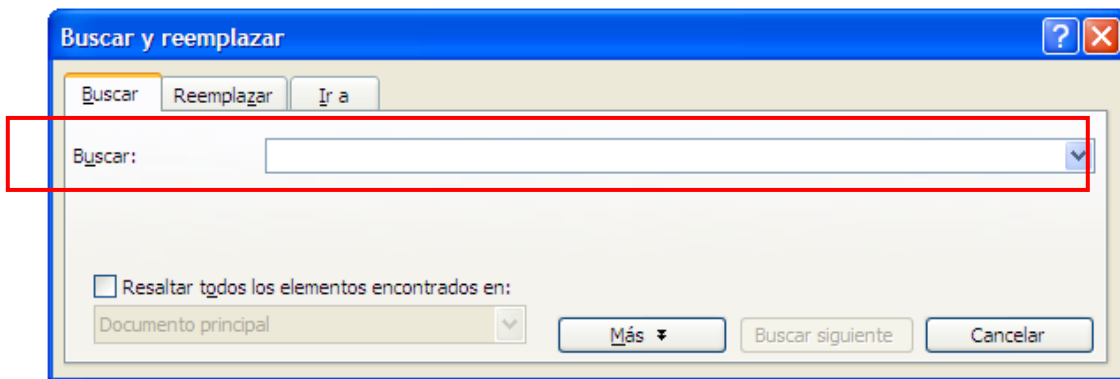 Buscar y reemplazar
Buscar Reemplazar Ir a
Buscar:
Resaltar todos los elementos encontrados en:
Documento principal
Más Buscar siguiente Cancelar